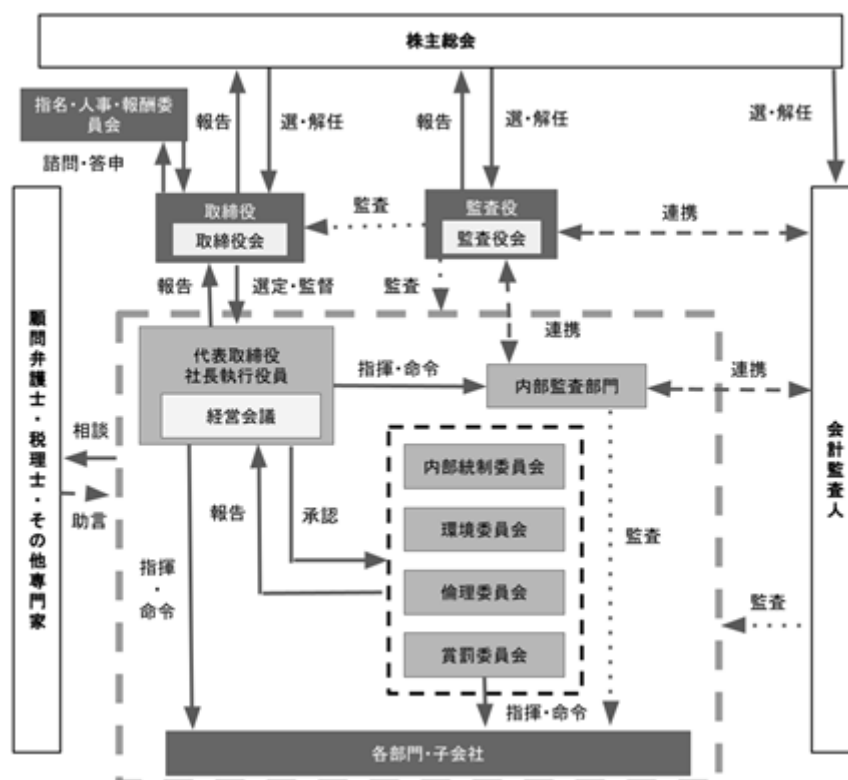 株主総会
指名・人事・報酬委
員会
報告
選・解任
報告
選・解任
選・解任
諮問・答申
取締役
取締役会
監査
監査役
監査役会
連携
報告
選定・監督
監査
連携
代表取締役
社長執行役員
経営会議
指揮・命令
内部監査部門
連携
顧問弁護士・税理士・その他専門家
会計監査人
相談
助言
報告
承認
内部統制委員会
環境委員会
倫理委員会
賞罰委員会
監査
指揮
・
命令
監査
指揮・命令
各部門・子会社